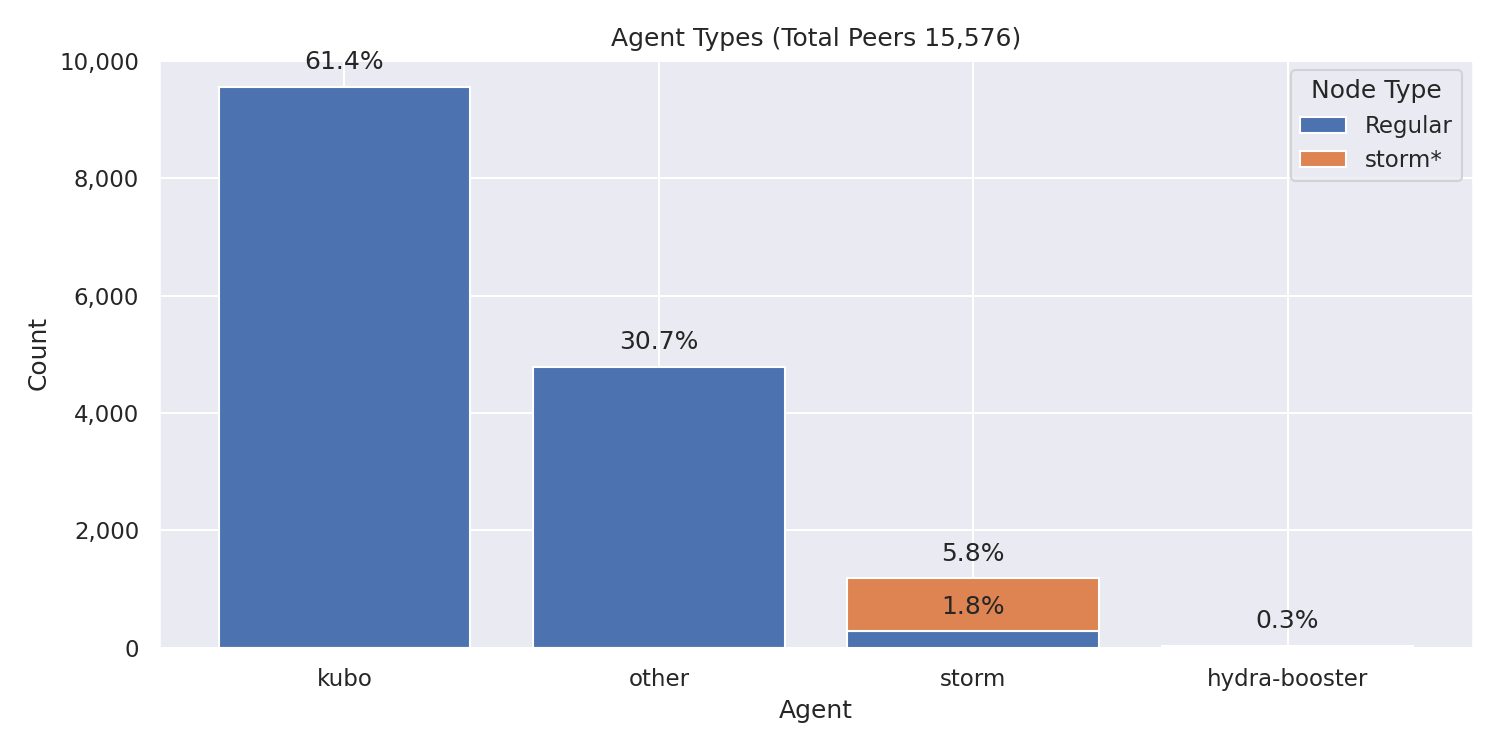 Agent Types (Total Peers 15,576)
10,000
8,000
6,000
4,000
2,000
0
Count
61.4%
30.7%
5.8%
1.8%
0.3%
Node Type
Regular
storm*
kubo
other
storm
hydra-booster
Agent